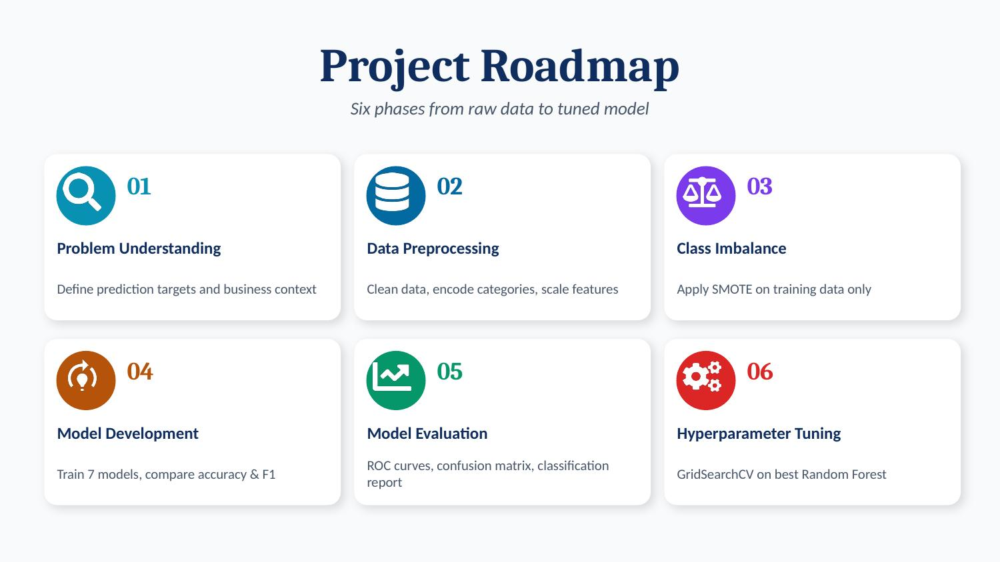 Project Roadmap
Six phases from raw data to tuned model
01
Problem Understanding
Define prediction targets and business context
02
Data Preprocessing
Clean data, encode categories, scale features
03
Class Imbalance
Apply SMOTE on training data only
04
Model Development
Train 7 models, compare accuracy & F1
05
Model Evaluation
ROC curves, confusion matrix, classification
report
06
Hyperparameter Tuning
GridSearchCV on best Random Forest